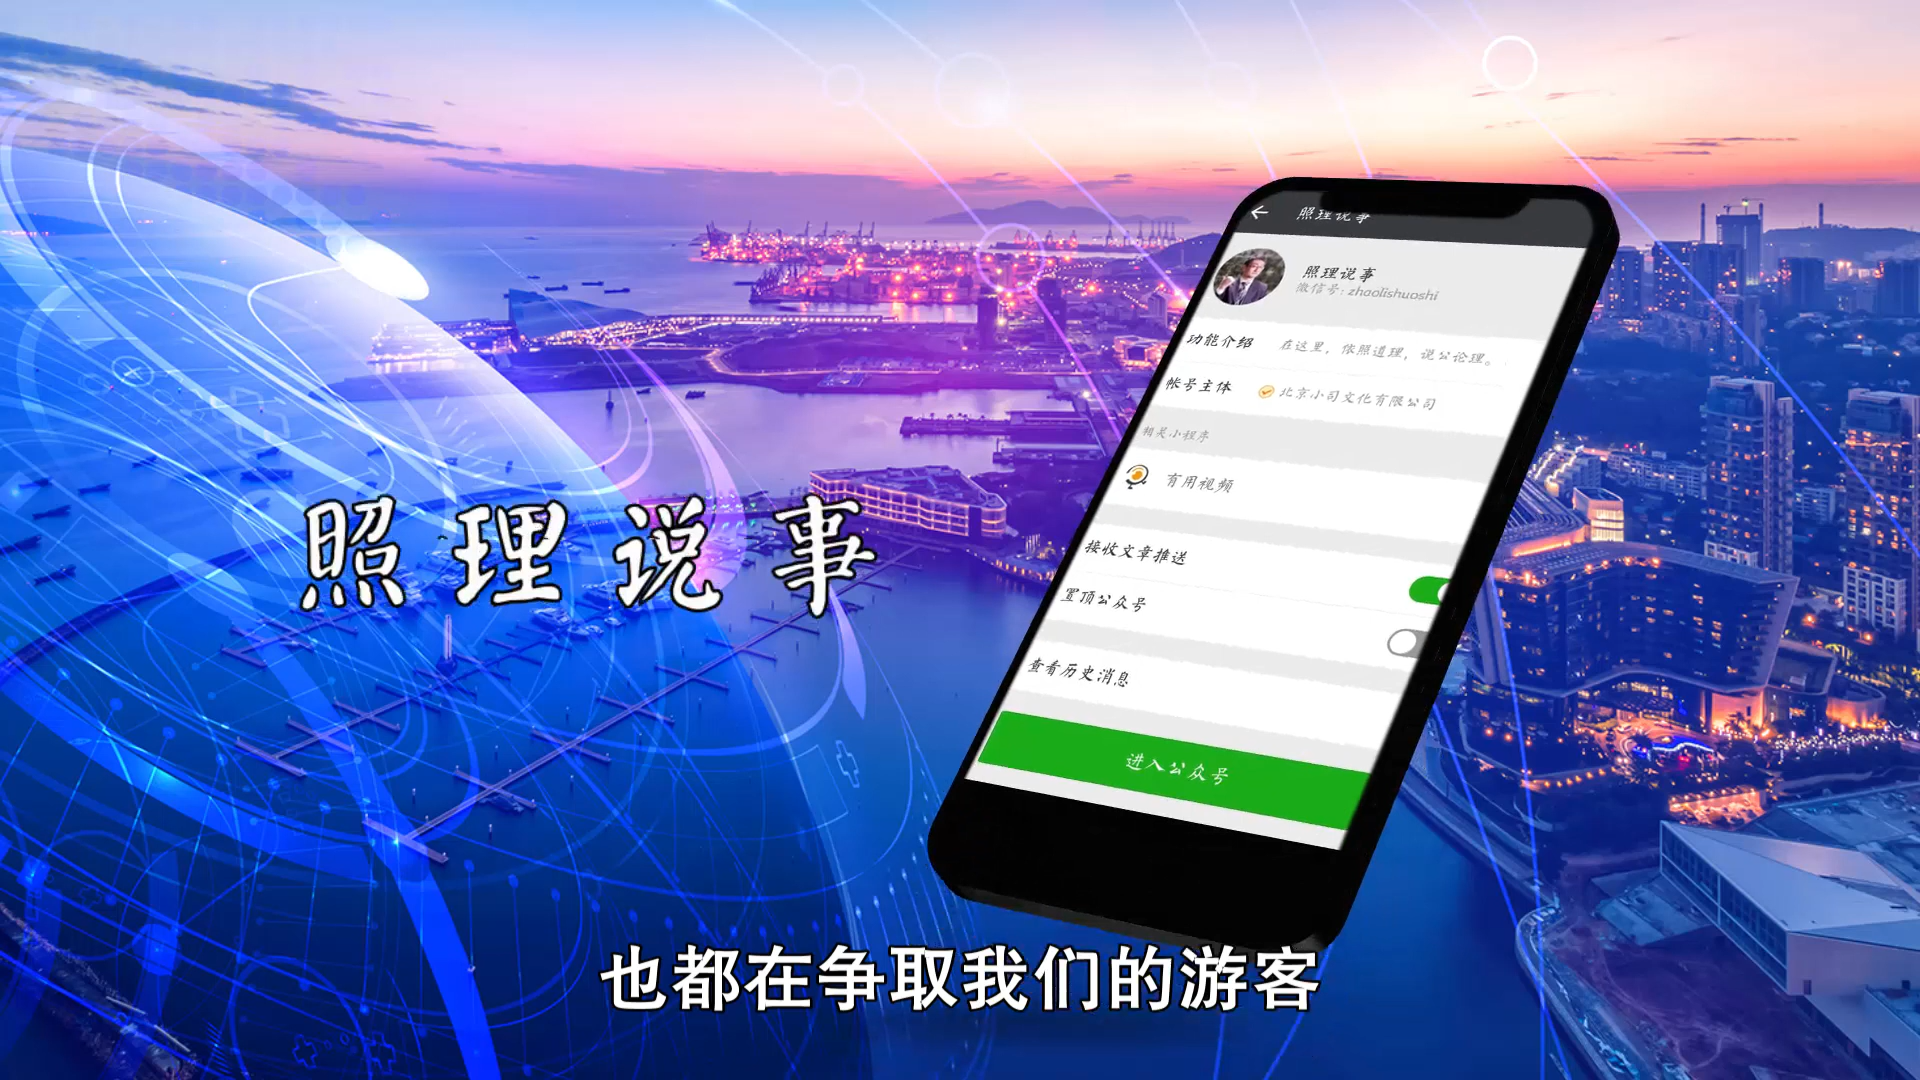 照理说事
照理说事
照理说事
微信号: zhaolishuoshi
功能介绍 在这里，依照道理，说公论理。
帐号主体 北京小司文化有限公司
相关小程序
有用视频
接收文章推送
置顶公众号
查看历史消息
进入公众号
也都在争取我们的游客